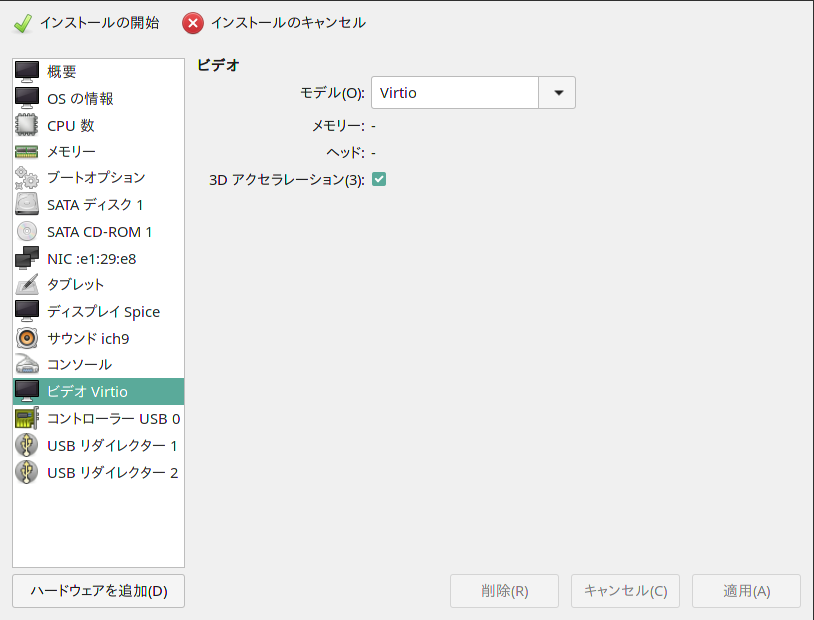 インストールの開始 インストールのキャンセル
概要
OS の情報
CPU 数
メモリー
ブートオプション
SATA ディスク 1
SATA CD-ROM 1
NIC :e1:29:e8
タブレット
ディスプレイ Spice
サウンド ich9
コンソール
ビデオ Virtio
コントローラー USB 0
USB リダイレクター 1
USB リダイレクター 2
ハードウェアを追加(D)
ビデオ
モデル(O): Virtio
メモリー: -
ヘッド: -
3D アクセラレーション(3):
削除(R) キャンセル(C) 適用(A)